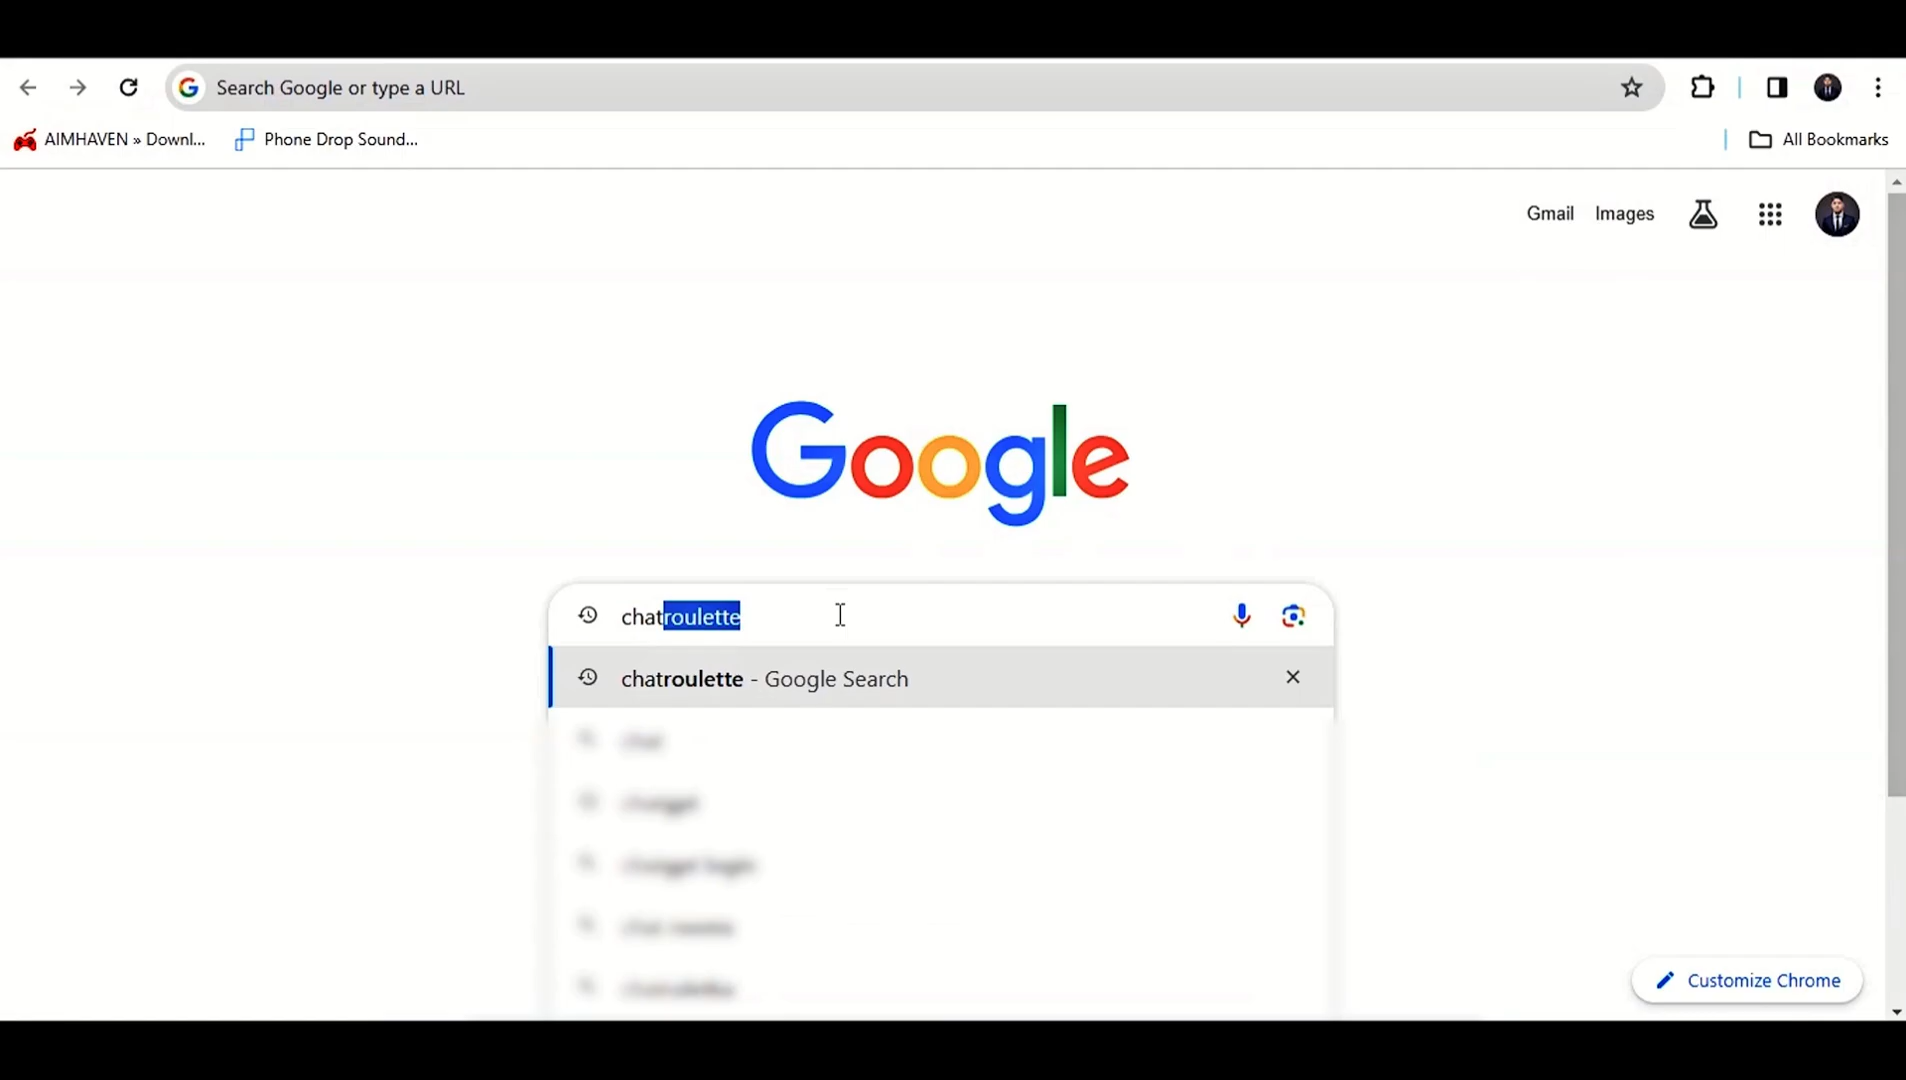 Search Google or type a URL
AIMHAVEN » Downl...
Phone Drop Sound...
All Bookmarks
Gmail
Images
Google
chatroulette
chatroulette - Google Search
chat
Customize Chrome